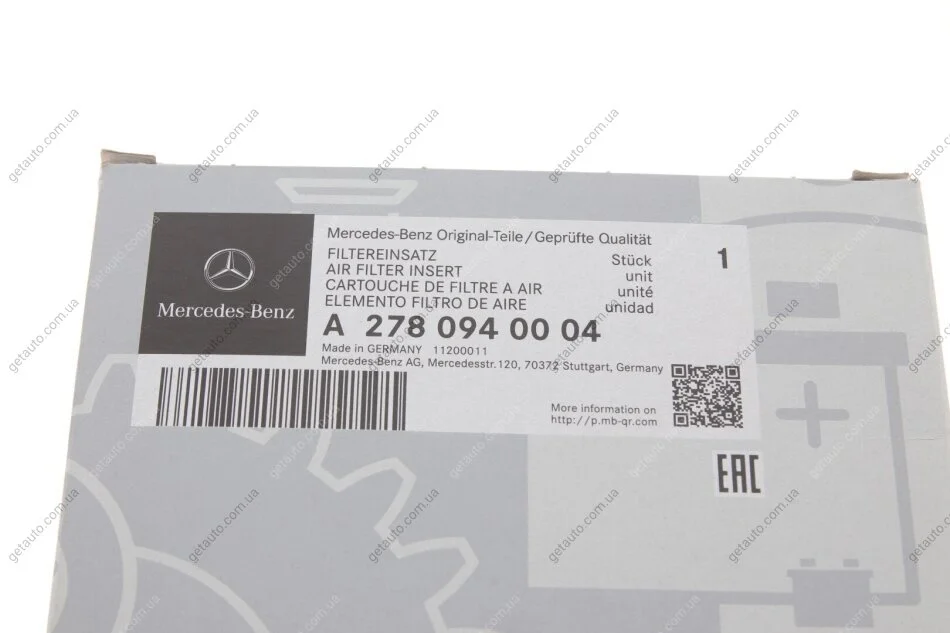 Mercedes-Benz
Mercedes-Benz Original-Teile/Geprüfte Qualität
FILTEREINSATZ Stück 1
AIR FILTER INSERT unit
CARTOUCHE DE FILTRE A AIR unité
ELEMENTO FILTRO DE AIRE unidad
A 278 094 00 04
Made in GERMANY 11200011
Mercedes-Benz AG, Mercedesstr.120, 70372 Stuttgart, Germany
More information on
http://p.mb-qr.com
EAC
getauto.com.ua